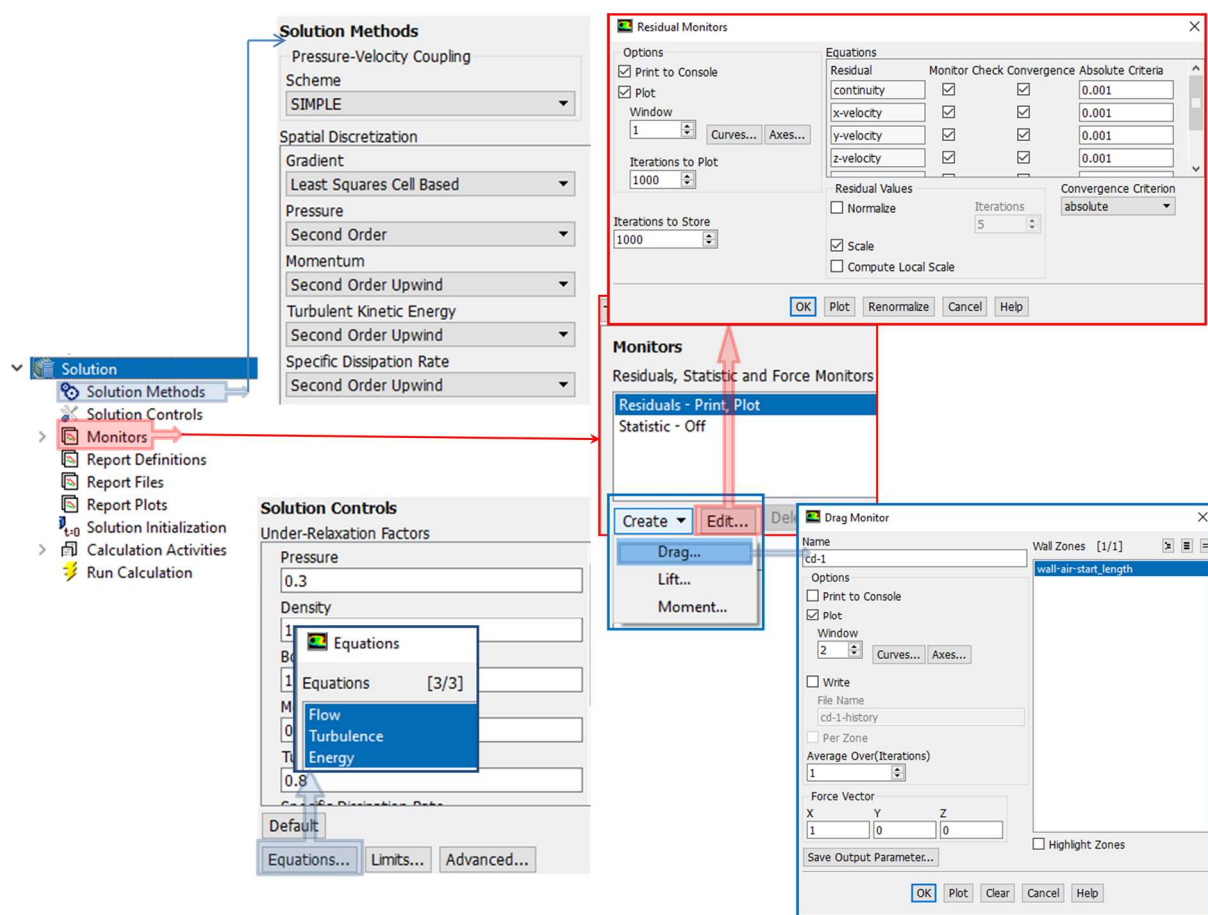 Solution
Solution Methods
Solution Controls
Monitors
Report Definitions
Report Files
Report Plots
t=0 Solution Initialization
Calculation Activities
Run Calculation
Solution Methods
Pressure-Velocity Coupling
Scheme
SIMPLE
Spatial Discretization
Gradient
Least Squares Cell Based
Pressure
Second Order
Momentum
Second Order Upwind
Turbulent Kinetic Energy
Second Order Upwind
Specific Dissipation Rate
Second Order Upwind
Residual Monitors
Options
Print to Console
Plot
Window
1 Curves... Axes...
Iterations to Plot
1000
Iterations to Store
1000
Equations
Residual Monitor Check Convergence Absolute Criteria
continuity 0.001
x-velocity 0.001
y-velocity 0.001
z-velocity 0.001
Residual Values
Normalize
Iterations
5
Scale
Compute Local Scale
Convergence Criterion
absolute
OK Plot Renormalize Cancel Help
Monitors
Residuals, Statistic and Force Monitors
Residuals - Print, Plot
Statistic - Off
Create Edit... Dele
Drag...
Lift...
Moment...
Solution Controls
Under-Relaxation Factors
Pressure
0.3
Density
1
Bo
1
M
0
Tu
0.8
Equations
Equations [3/3]
Flow
Turbulence
Energy
Default
Equations... Limits... Advanced...
Drag Monitor
Name
cd-1
Options
Print to Console
Plot
Window
2 Curves... Axes...
Write
File Name
cd-1-history
Per Zone
Average Over(Iterations)
1
Force Vector
X Y Z
1 0 0
Save Output Parameter...
Wall Zones [1/1]
wall-air-start_length
Highlight Zones
OK Plot Clear Cancel Help